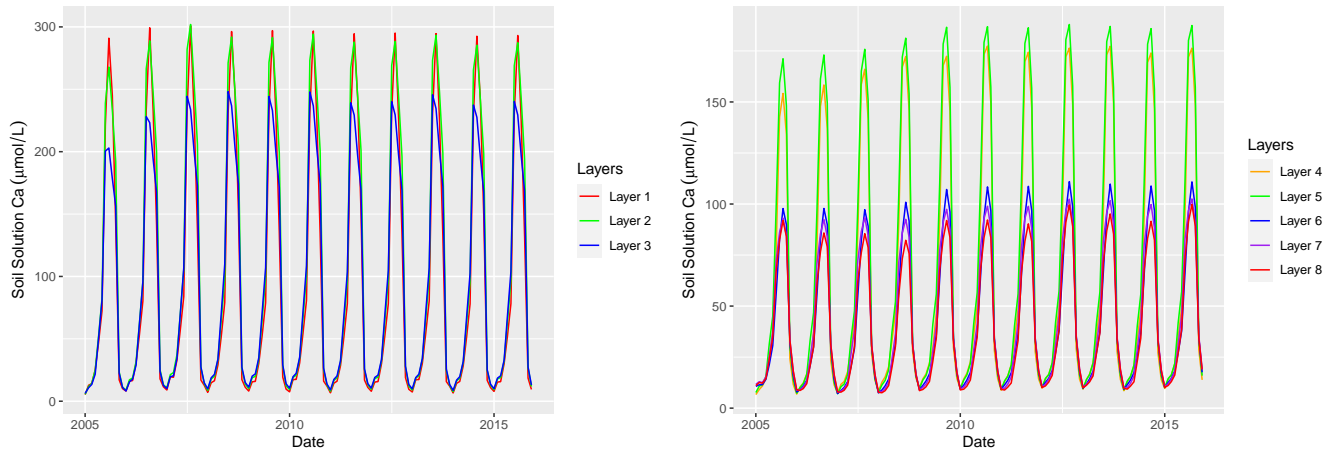 Soil Solution Ca (μmol/L)
300
200
100
0
2005
2010
2015
Date
Layers
Layer 1
Layer 2
Layer 3
Soil Solution Ca (μmol/L)
150
100
50
0
2005
2010
2015
Date
Layers
Layer 4
Layer 5
Layer 6
Layer 7
Layer 8